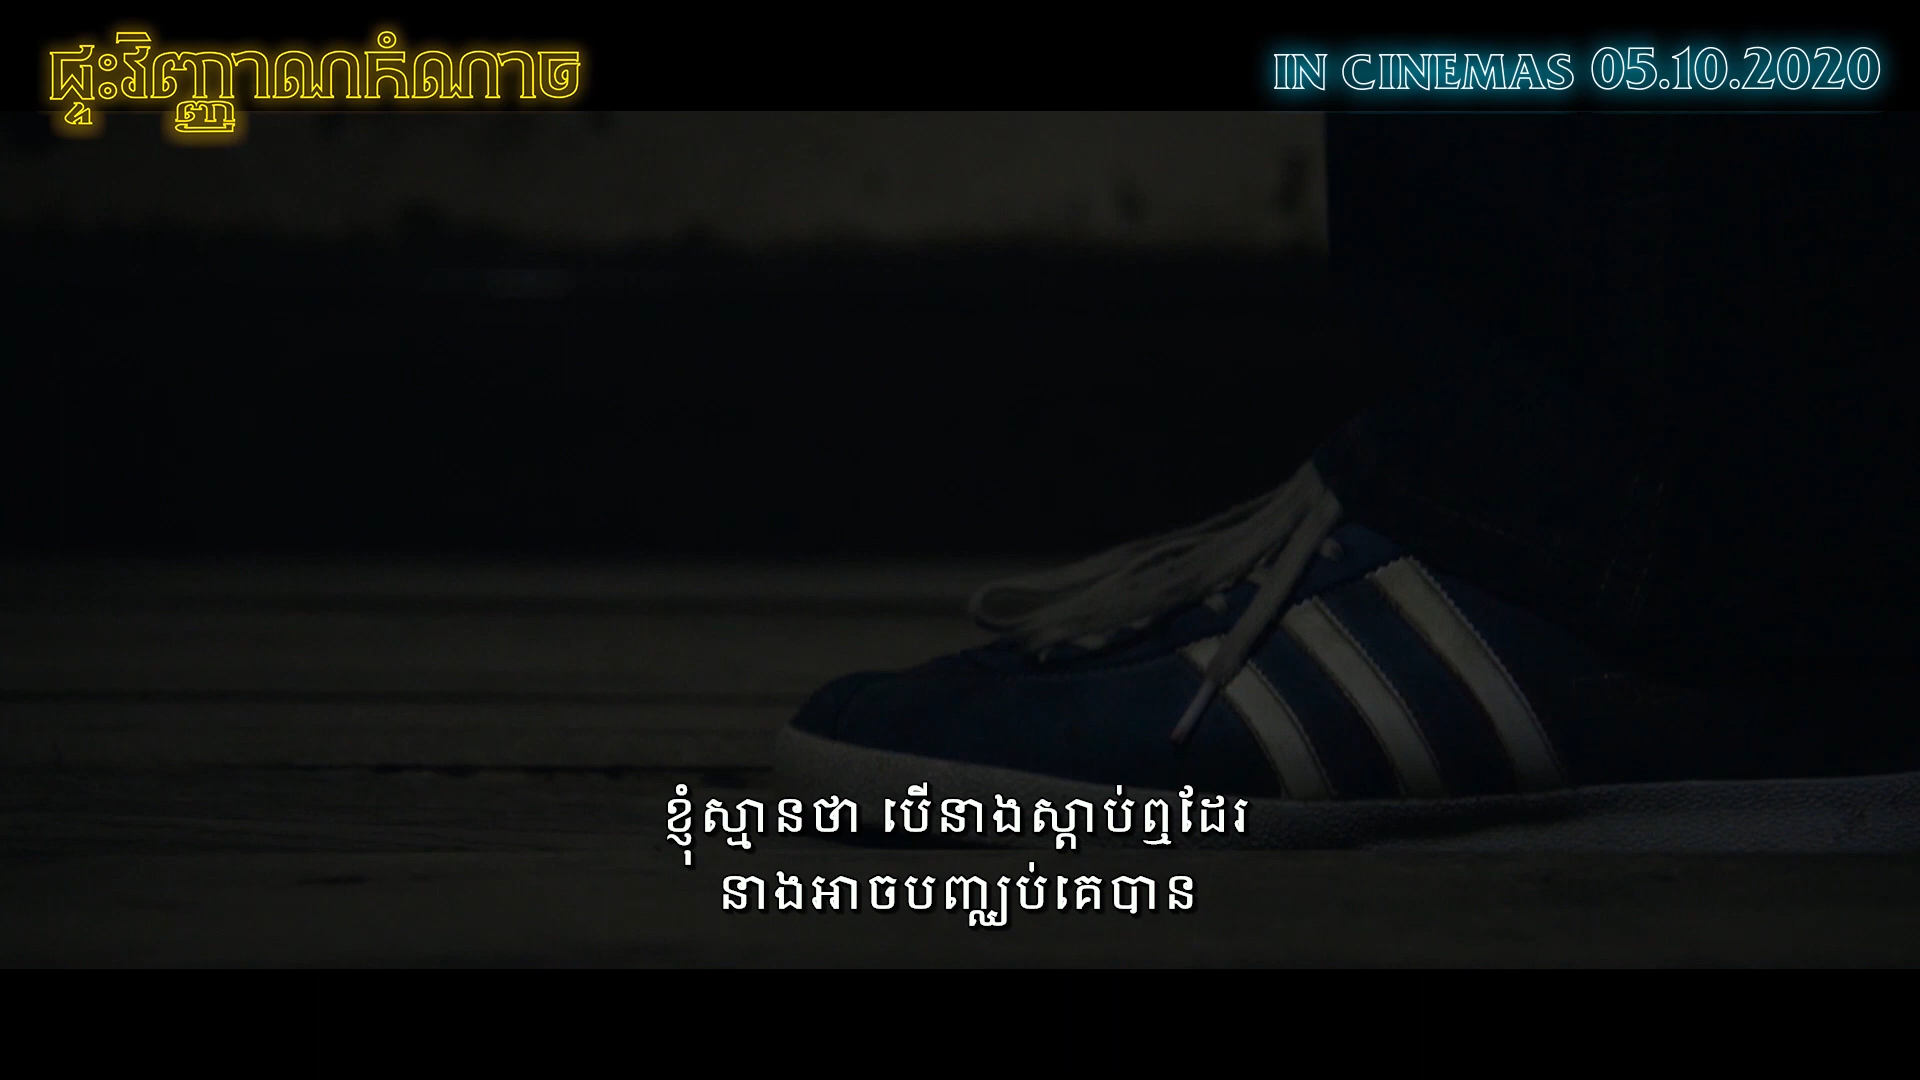 ផ្ទះវិញ្ញាណកំណាច
IN CINEMAS 05.10.2020
ខ្ញុំស្មានថា បើនាងស្តាប់ឮដែរ
នាងអាចបញ្ឈប់គេបាន